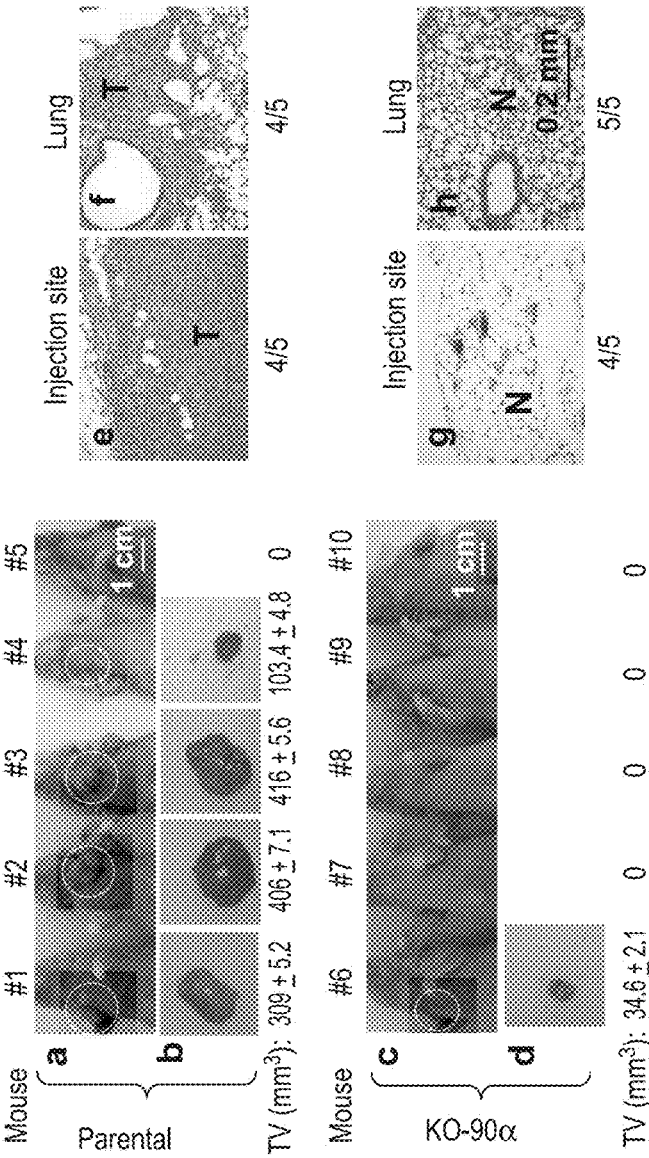 Mouse #1 #2 #3 #4 #5
a
1 cm
b
Parental
TV (mm³): 309 ± 5.2 406 ± 7.1 416 ± 5.6 103.4 ± 4.8 0
Injection site Lung
e T f T
4/5 4/5
Mouse #6 #7 #8 #9 #10
c
1 cm
d
KO-90α
TV (mm³): 34.6 ± 2.1 0 0 0 0
Injection site Lung
g N h N
0.2 mm
4/5 5/5